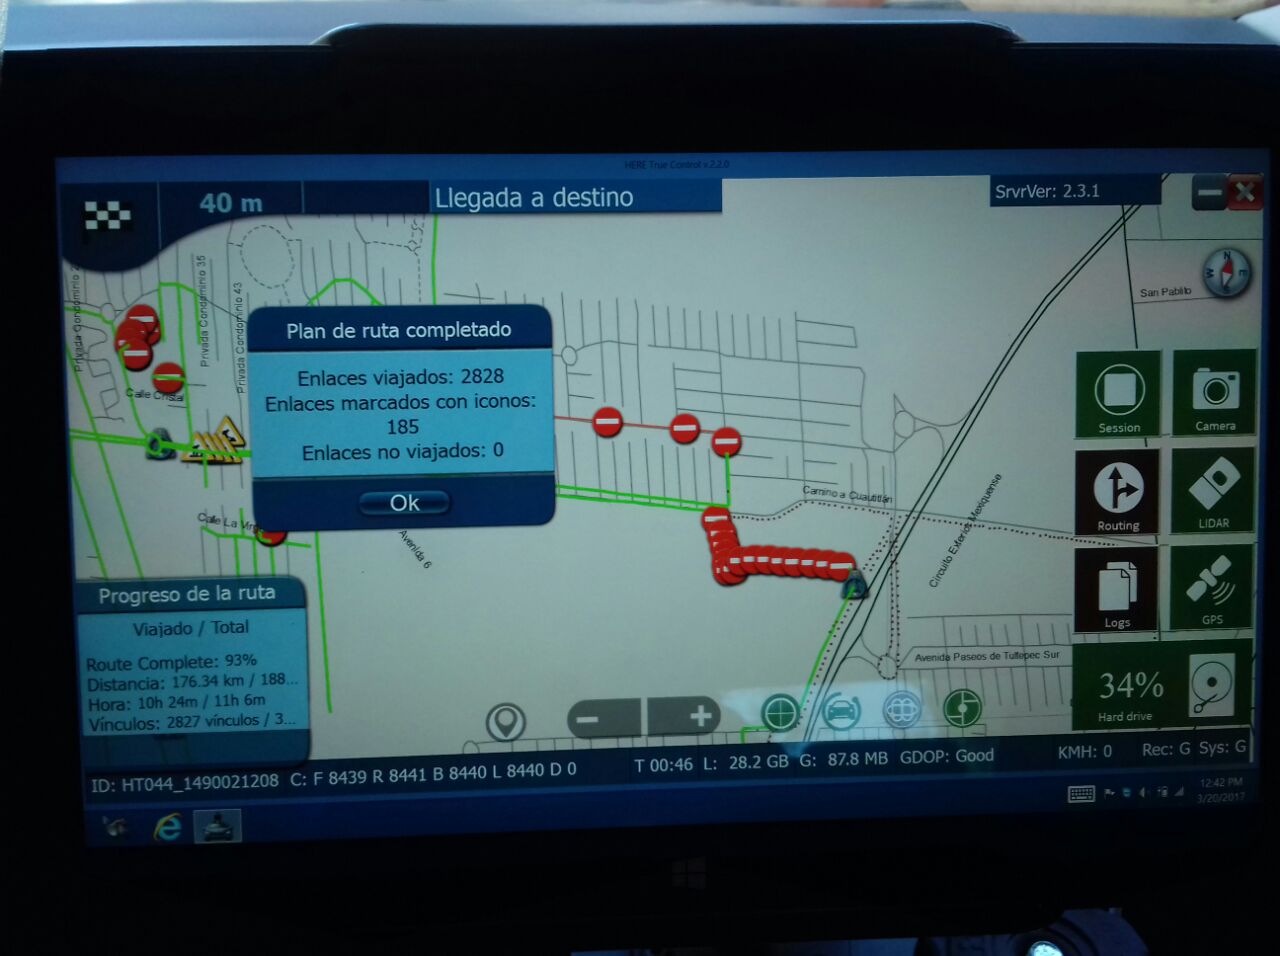 HERE True Control v.2.2.0
40 m
Llegada a destino
SrvrVer: 2.3.1
N
W
E
San Pablito
Privada Condominio 35
Privada Condominio 43
Privada Condominio
Plan de ruta completado
Enlaces viajados: 2828
Enlaces marcados con iconos:
185
Enlaces no viajados: 0
Ok
Calle Cristal
Calle La
Avenida 6
Camino a Cuautitlán
Circuito Exterior Mexiquense
Avenida Paseos de Tultepec Sur
Session
Camera
Routing
LIDAR
Logs
GPS
34%
Hard drive
Progreso de la ruta
Viajado / Total
Route Complete: 93%
Distancia: 176.34 km / 188...
Hora: 10h 24m / 11h 6m
Vínculos: 2827 vínculos / 3...
ID: HT044_1490021208 C: F 8439 R 8441 B 8440 L 8440 D 0
T 00:46 L: 28.2 GB G: 87.8 MB GDOP: Good
KMH: 0 Rec: G Sys: G
12:42 PM
3/20/2017